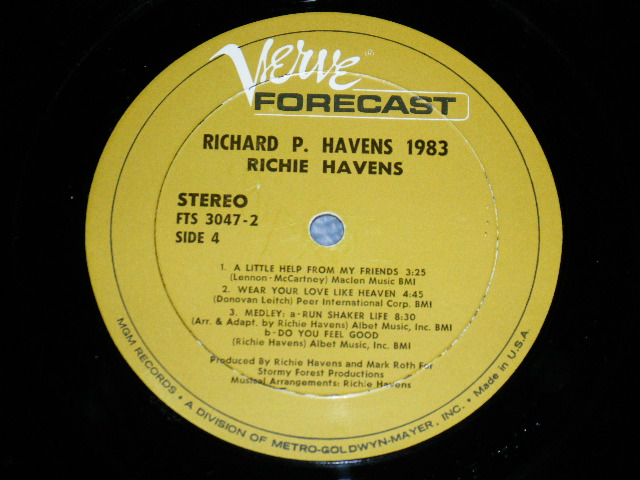 Verve
FORECAST
RICHARD P. HAVENS 1983
RICHIE HAVENS
STEREO
FTS 3047-2
SIDE 4
1. A LITTLE HELP FROM MY FRIENDS 3:25
(Lennon-McCartney) Maclen Music BMI
2. WEAR YOUR LOVE LIKE HEAVEN 4:45
(Donovan Leitch) Peer International Corp. BMI
3. MEDLEY: a-RUN SHAKER LIFE 8:30
(Arr. & Adapt. by Richie Havens) Albet Music, Inc. BMI
b-DO YOU FEEL GOOD
(Richie Havens) Albet Music, Inc. BMI
Produced By Richie Havens and Mark Roth For
Stormy Forest Productions
Musical Arrangements: Richie Havens
MGM RECORDS • A DIVISION OF METRO-GOLDWYN-MAYER, INC. • Made in U.S.A.